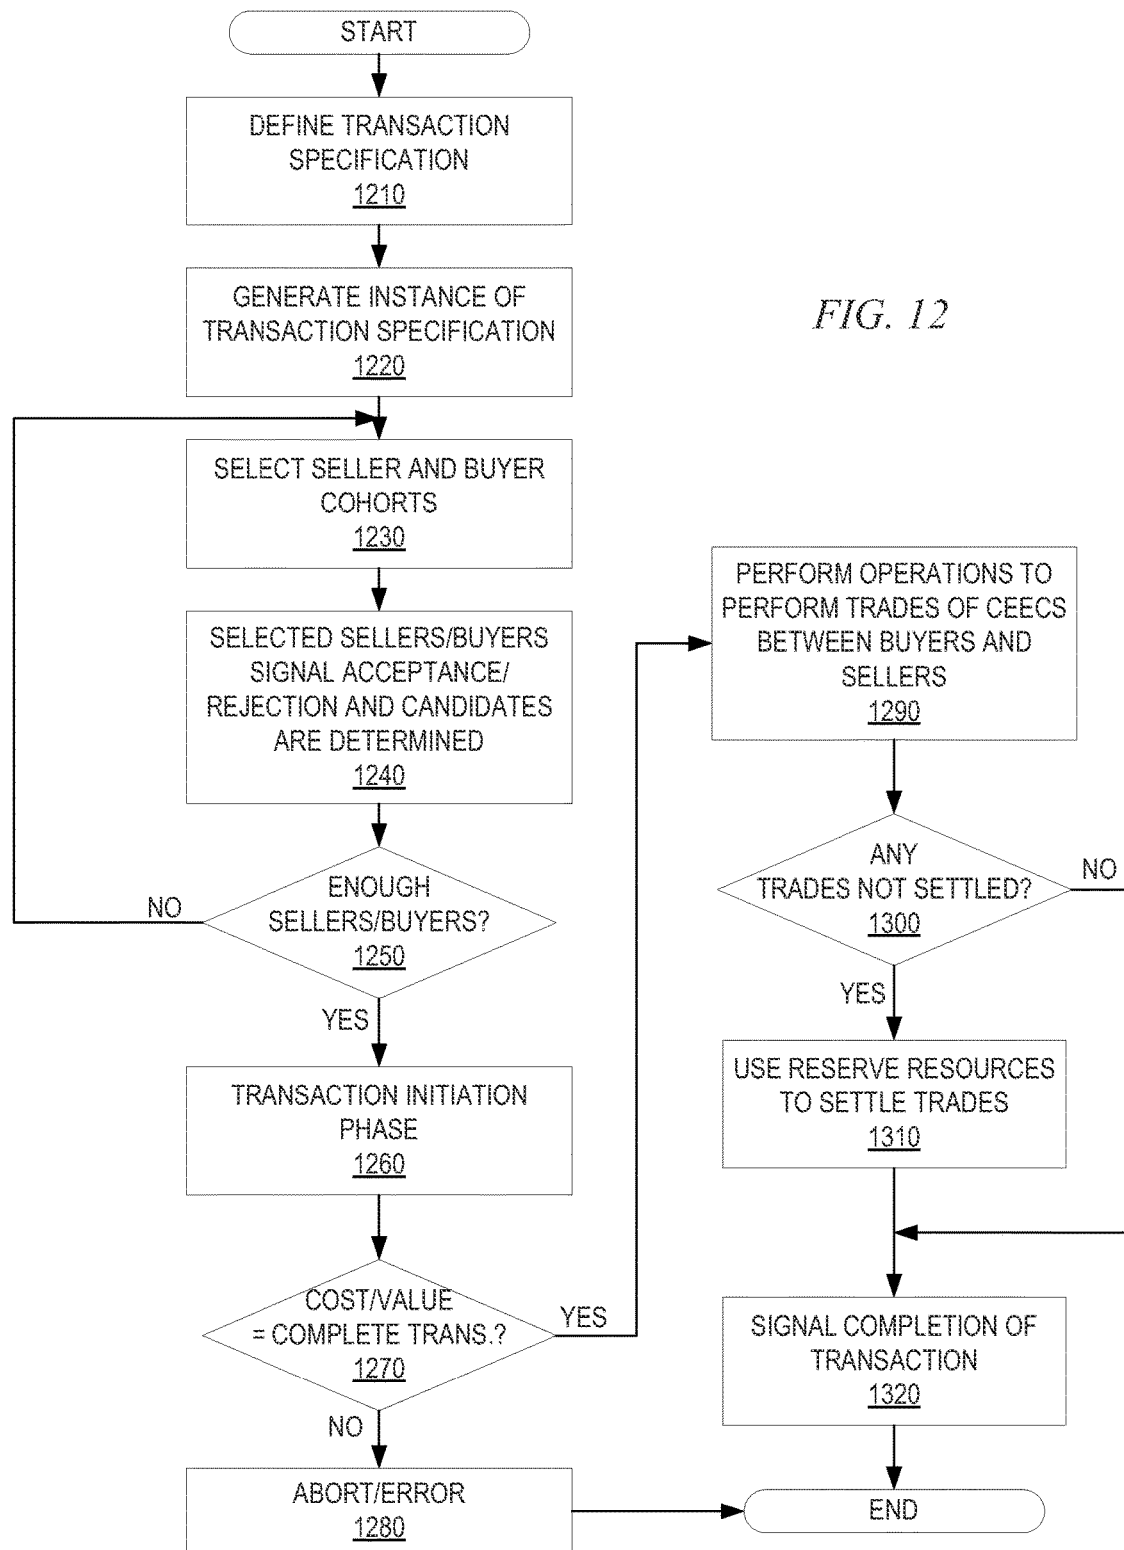 START
DEFINE TRANSACTION
SPECIFICATION
1210
GENERATE INSTANCE OF
TRANSACTION SPECIFICATION
1220
FIG. 12
SELECT SELLER AND BUYER
COHORTS
1230
SELECTED SELLERS/BUYERS
SIGNAL ACCEPTANCE/
REJECTION AND CANDIDATES
ARE DETERMINED
1240
ENOUGH
SELLERS/BUYERS?
1250
NO
YES
TRANSACTION INITIATION
PHASE
1260
COST/VALUE
= COMPLETE TRANS.?
1270
YES
NO
ABORT/ERROR
1280
PERFORM OPERATIONS TO
PERFORM TRADES OF CEECS
BETWEEN BUYERS AND
SELLERS
1290
ANY
TRADES NOT SETTLED?
1300
NO
YES
USE RESERVE RESOURCES
TO SETTLE TRADES
1310
SIGNAL COMPLETION OF
TRANSACTION
1320
END